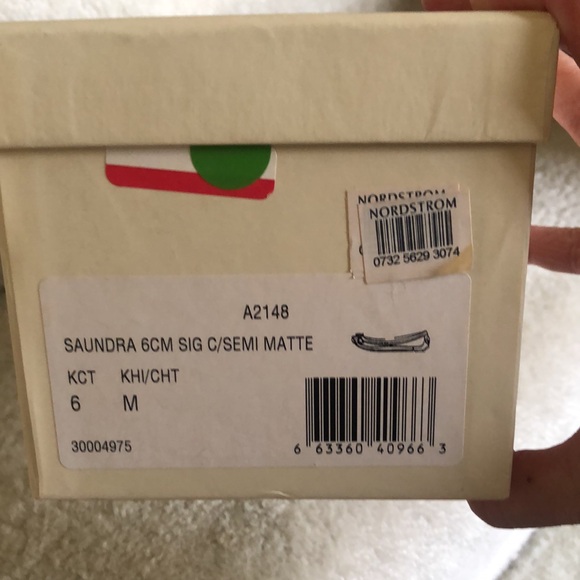 NORDSTROM
NORDSTROM
0732 5629 3074
A2148
SAUNDRA 6CM SIG C/SEMI MATTE
KCT KHI/CHT
6 M
30004975
6 63360 40966 3